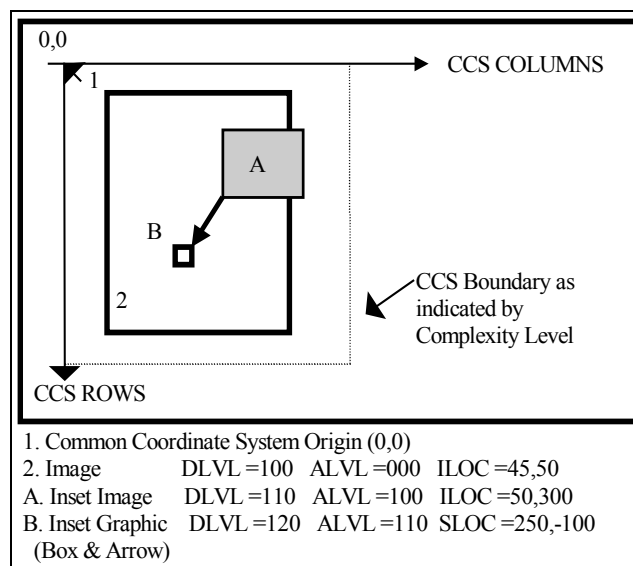 0,0
CCS COLUMNS
1
A
B
2
CCS Boundary as
indicated by
Complexity Level
CCS ROWS
1. Common Coordinate System Origin (0,0)
2. Image DLVL =100 ALVL =000 ILOC =45,50
A. Inset Image DLVL =110 ALVL =100 ILOC =50,300
B. Inset Graphic DLVL =120 ALVL =110 SLOC =250,-100
(Box & Arrow)